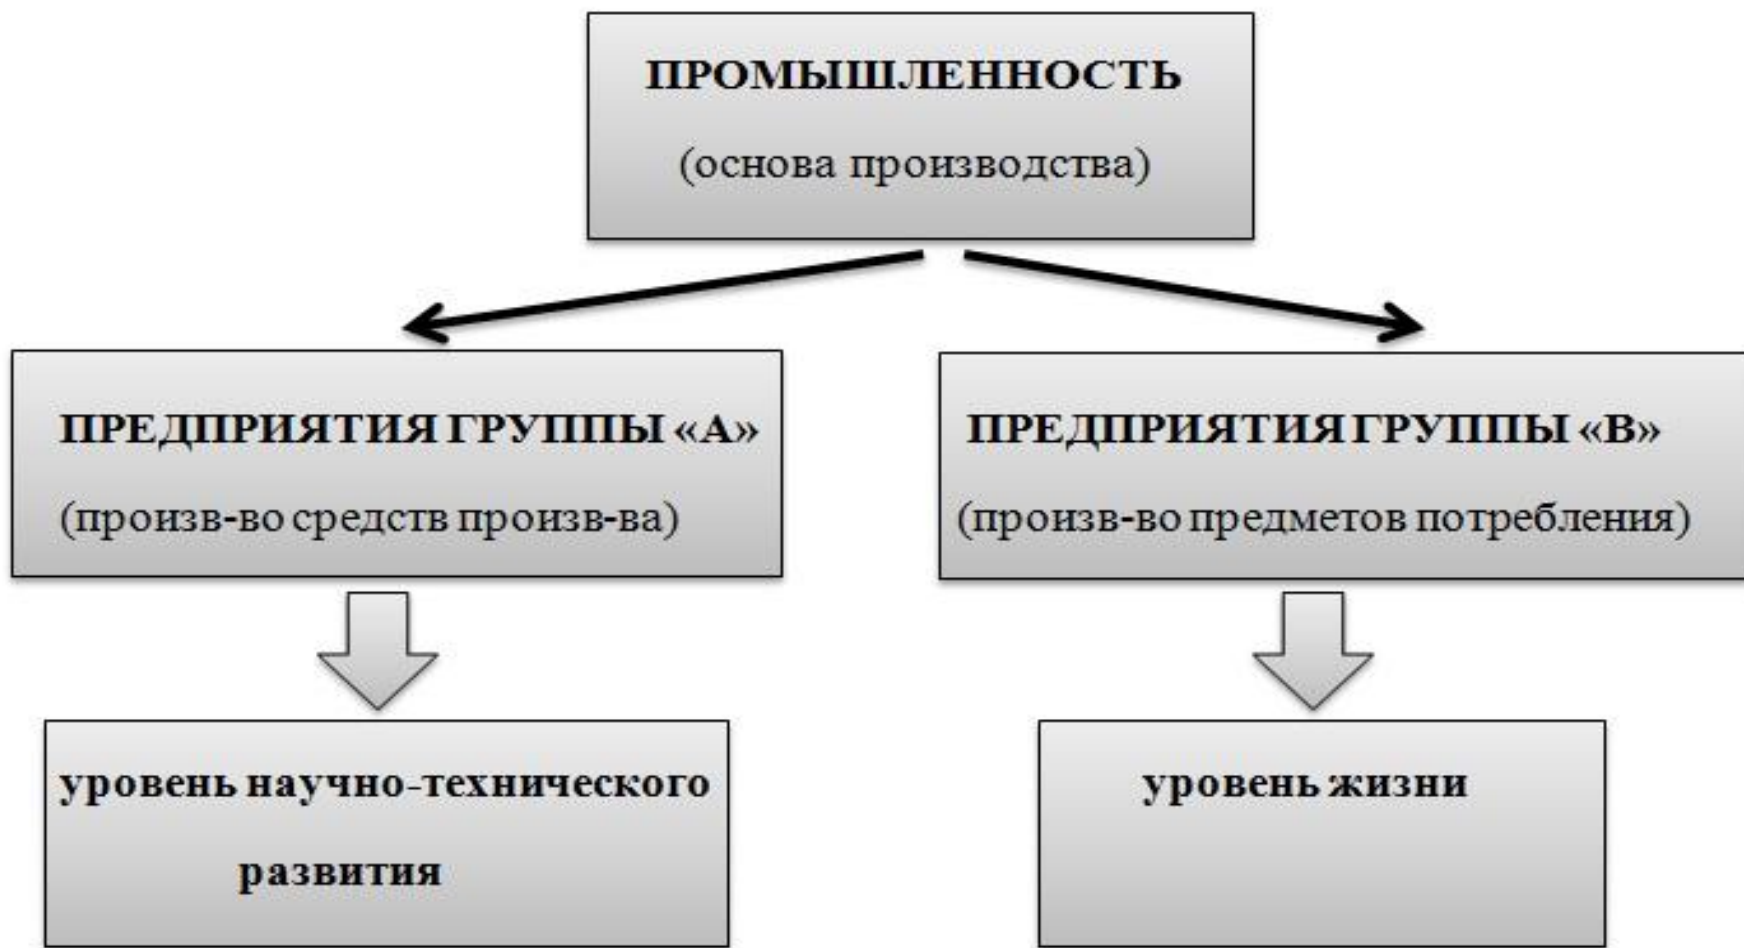 ПРОМЫШЛЕННОСТЬ
(основа производства)
ПРЕДПРИЯТИЯ ГРУППЫ «А»
(произв-во средств произв-ва)
ПРЕДПРИЯТИЯ ГРУППЫ «В»
(произв-во предметов потребления)
уровень научно-технического
развития
уровень жизни